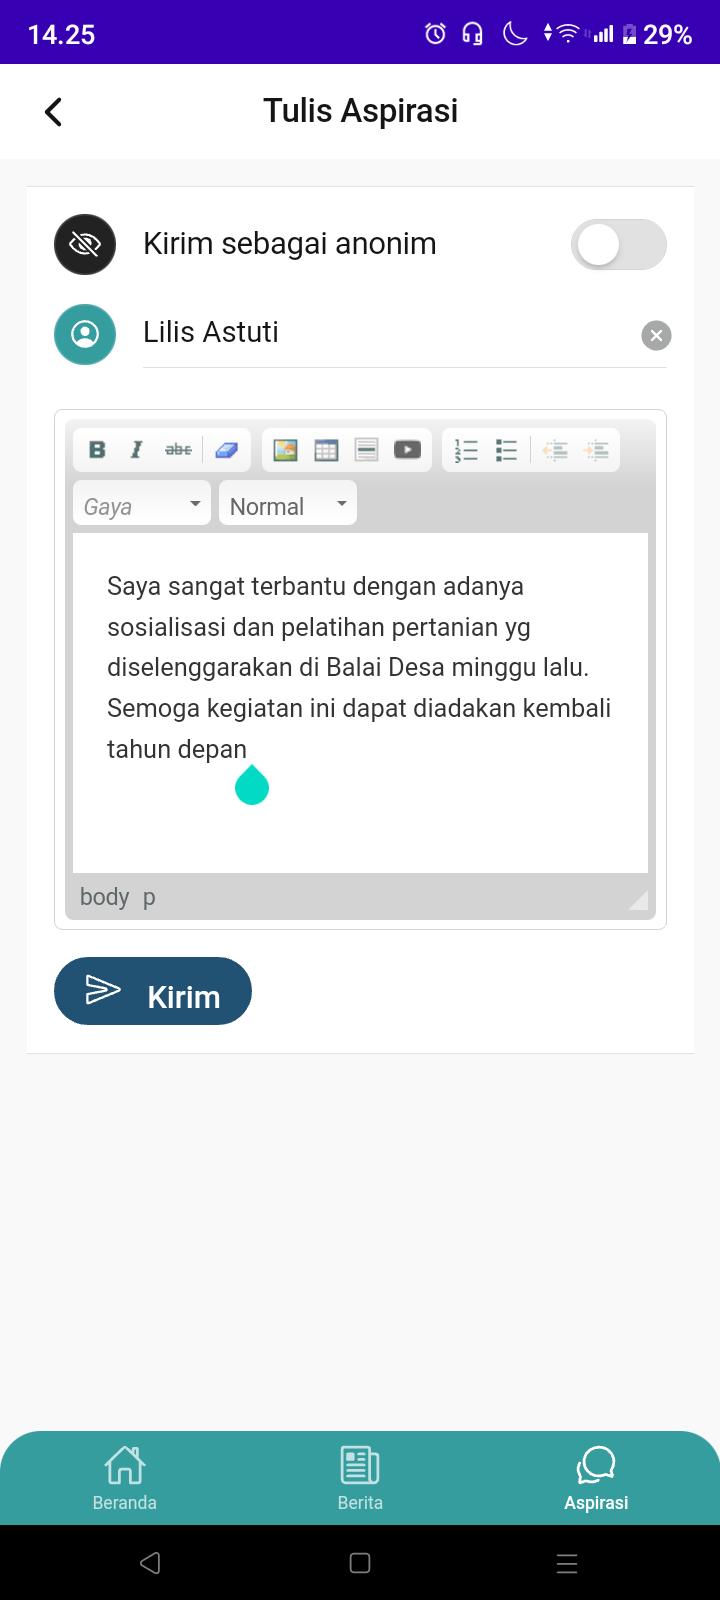 14.25
29%
Tulis Aspirasi
Kirim sebagai anonim
Lilis Astuti
B I abc
Gaya Normal
Saya sangat terbantu dengan adanya
sosialisasi dan pelatihan pertanian yg
diselenggarakan di Balai Desa minggu lalu.
Semoga kegiatan ini dapat diadakan kembali
tahun depan
body p
Kirim
Beranda Berita Aspirasi